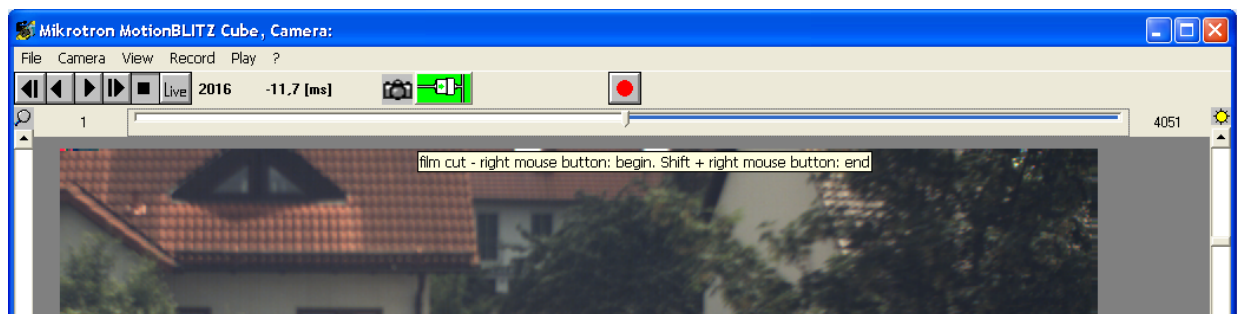 Mikrotron MotionBLITZ Cube, Camera:
File Camera View Record Play ?
Live 2016 -11,7 [ms]
1 4051
film cut - right mouse button: begin. Shift + right mouse button: end